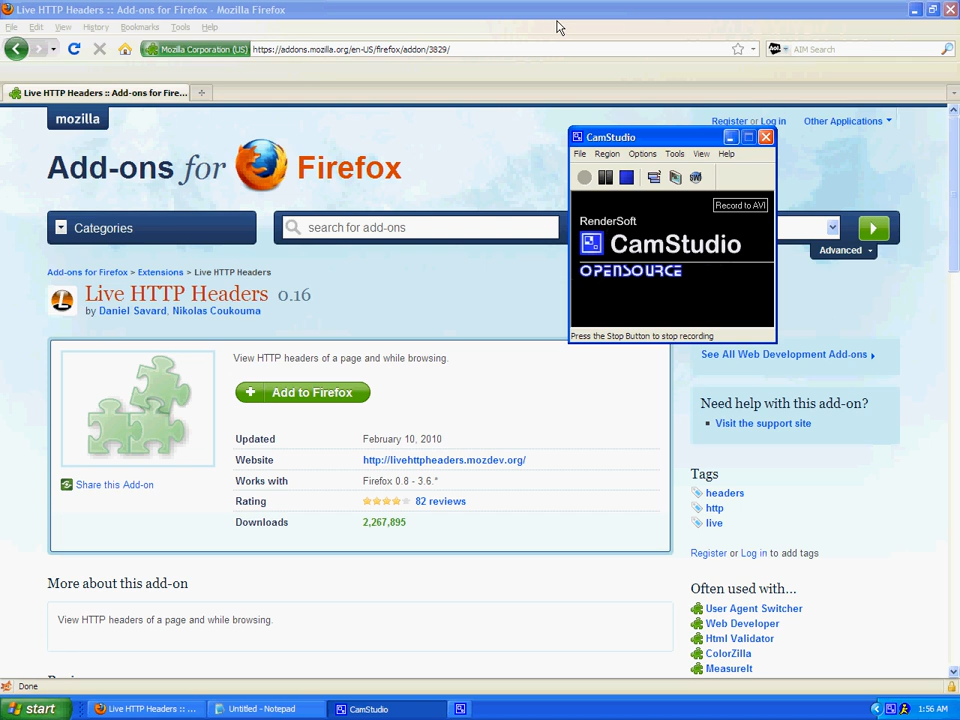 Live HTTP Headers :: Add-ons for Firefox - Mozilla Firefox
File Edit View History Bookmarks Tools Help
Mozilla Corporation (US) https://addons.mozilla.org/en-US/firefox/addon/3829/ AIM Search
Live HTTP Headers :: Add-ons for Fire...
mozilla
Register or Log in Other Applications
Add-ons for Firefox
Categories
search for add-ons
Advanced
CamStudio
File Region Options Tools View Help
Record to AVI
RenderSoft
CamStudio
OPENSOURCE
Press the Stop Button to stop recording
Add-ons for Firefox > Extensions > Live HTTP Headers
Live HTTP Headers 0.16
by Daniel Savard, Nikolas Coukouma
View HTTP headers of a page and while browsing.
Add to Firefox
Updated February 10, 2010
Website http://livehttpheaders.mozdev.org/
Works with Firefox 0.8 - 3.6.*
Rating 82 reviews
Downloads 2,267,895
Share this Add-on
See All Web Development Add-ons
Need help with this add-on?
Visit the support site
Tags
headers
http
live
Register or Log in to add tags
More about this add-on
View HTTP headers of a page and while browsing.
Often used with...
User Agent Switcher
Web Developer
Html Validator
ColorZilla
MeasureIt
Done
start Live HTTP Headers :: ... Untitled - Notepad CamStudio 1:56 AM